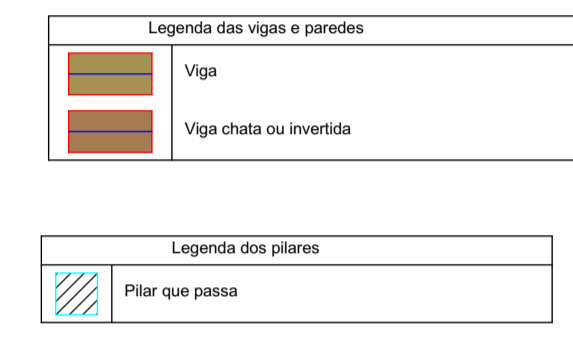 Legenda das vigas e paredes
Viga
Viga chata ou invertida
Legenda dos pilares
Pilar que passa